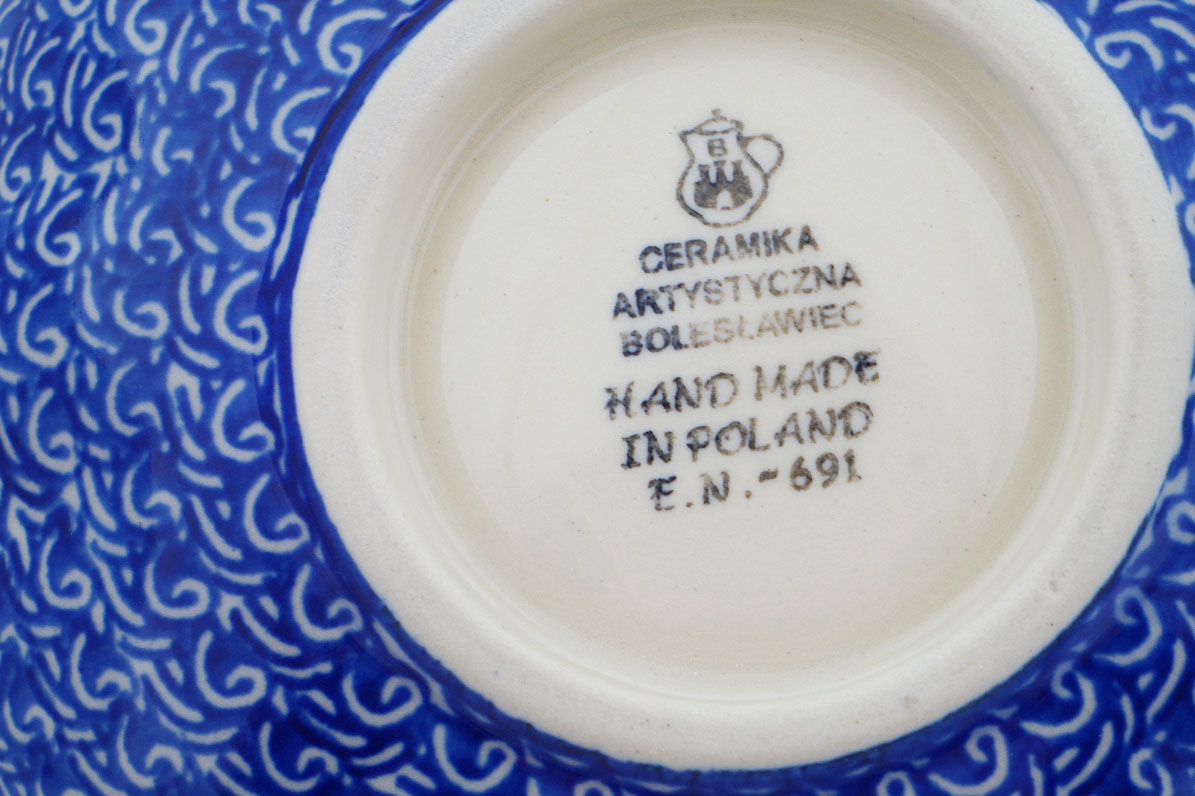 B
CERAMIKA
ARTYSTYCZNA
BOLESŁAWIEC
HAND MADE
IN POLAND
E.N.-691